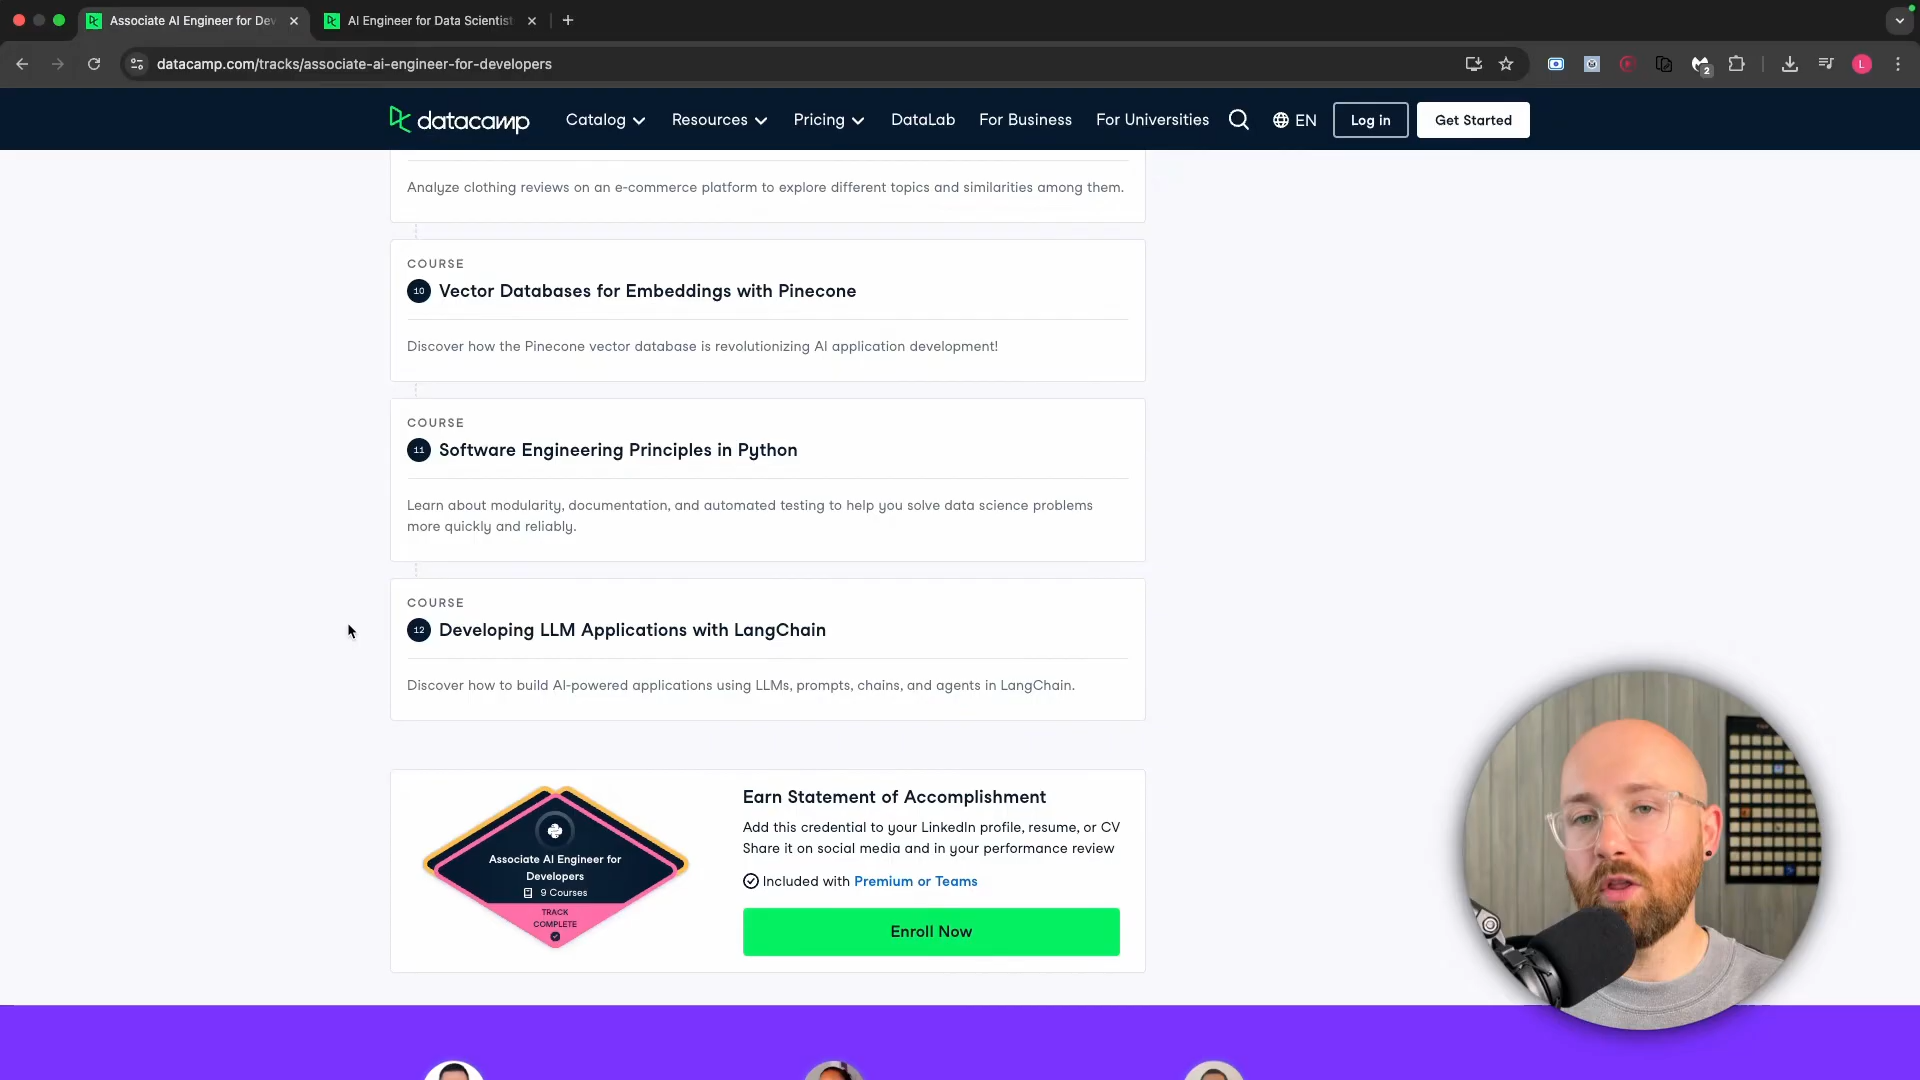 Associate AI Engineer for Dev
AI Engineer for Data Scientist
datacamp.com/tracks/associate-ai-engineer-for-developers
2
L
datacamp
Catalog
Resources
Pricing
DataLab
For Business
For Universities
EN
Log in
Get Started
Analyze clothing reviews on an e-commerce platform to explore different topics and similarities among them.
COURSE
10 Vector Databases for Embeddings with Pinecone
Discover how the Pinecone vector database is revolutionizing AI application development!
COURSE
11 Software Engineering Principles in Python
Learn about modularity, documentation, and automated testing to help you solve data science problems
more quickly and reliably.
COURSE
12 Developing LLM Applications with LangChain
Discover how to build AI-powered applications using LLMs, prompts, chains, and agents in LangChain.
Associate AI Engineer for
Developers
9 Courses
TRACK
COMPLETE
Earn Statement of Accomplishment
Add this credential to your LinkedIn profile, resume, or CV
Share it on social media and in your performance review
Included with Premium or Teams
Enroll Now